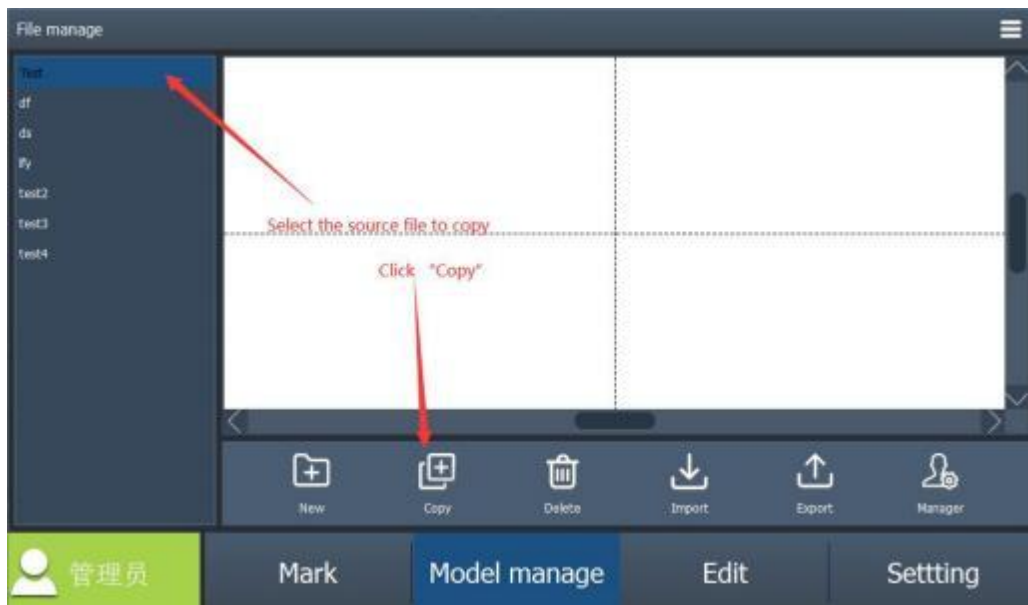 File manage
Test
df
ds
lfy
test2
test3
test4
Select the source file to copy
Click "Copy"
New
Copy
Delete
Import
Export
Manager
管理员
Mark
Model manage
Edit
Settting